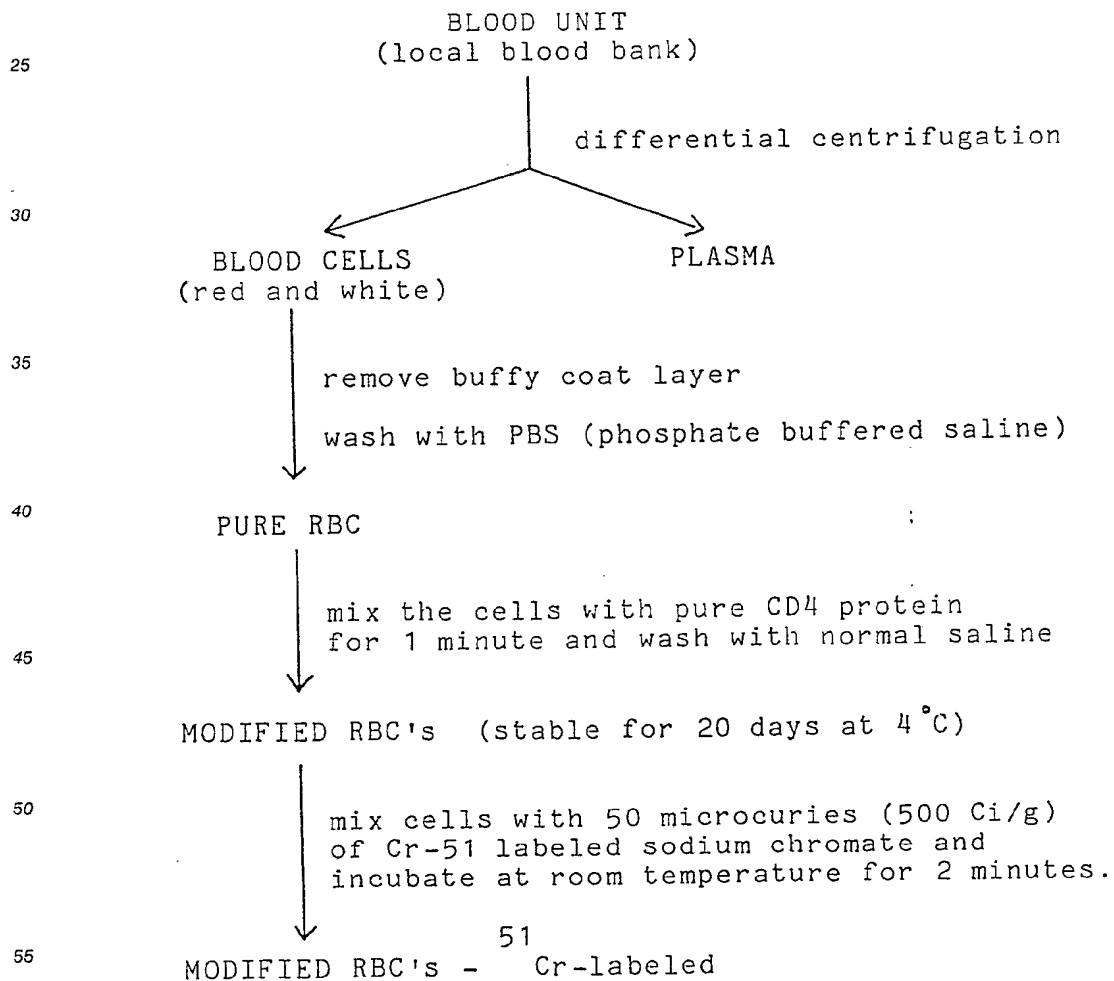 BLOOD UNIT
(local blood bank)
25
differential centrifugation
30
BLOOD CELLS PLASMA
(red and white)
35
remove buffy coat layer
wash with PBS (phosphate buffered saline)
40
PURE RBC
mix the cells with pure CD4 protein
for 1 minute and wash with normal saline
45
MODIFIED RBC's (stable for 20 days at 4°C)
50
mix cells with 50 microcuries (500 Ci/g)
of Cr-51 labeled sodium chromate and
incubate at room temperature for 2 minutes.
55
MODIFIED RBC's - ⁵¹Cr-labeled